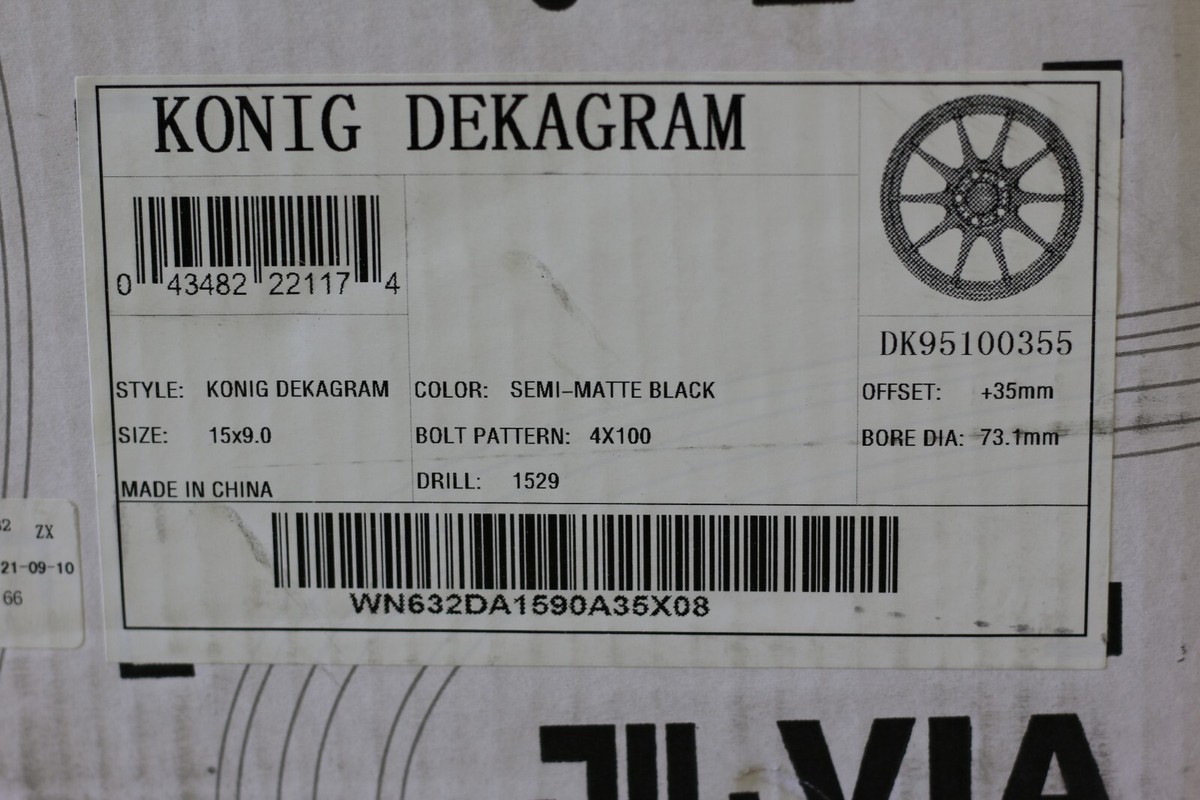 KONIG DEKAGRAM
0 43482 22117 4
DK95100355
STYLE: KONIG DEKAGRAM COLOR: SEMI-MATTE BLACK OFFSET: +35mm
SIZE: 15x9.0 BOLT PATTERN: 4X100 BORE DIA: 73.1mm
MADE IN CHINA DRILL: 1529
WN632DA1590A35X08
ZX
21-09-10
66